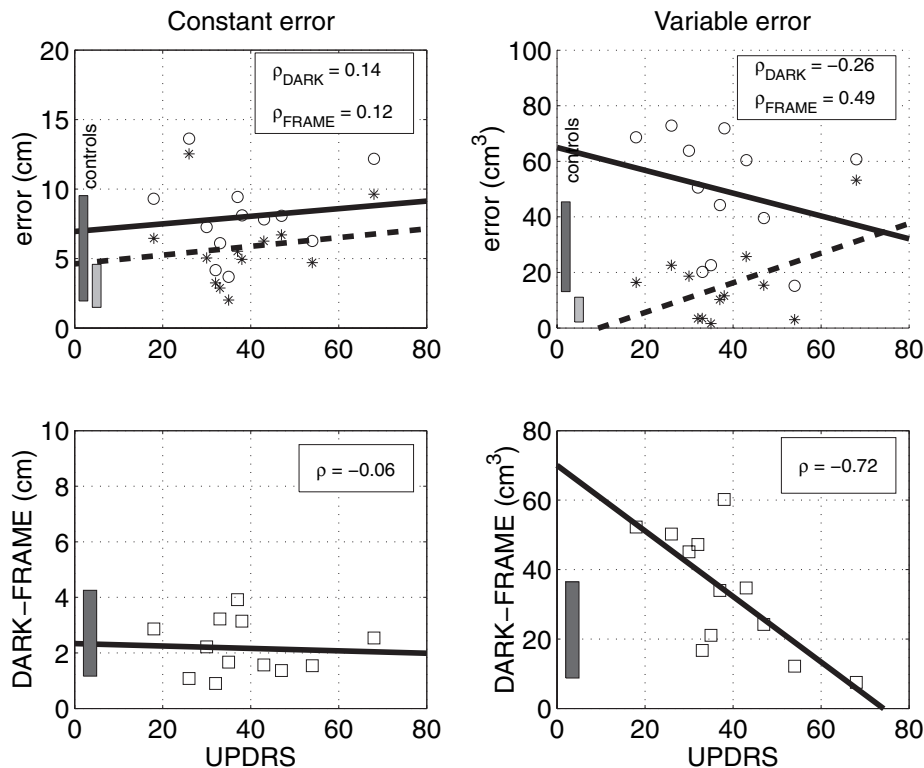 Constant error
Variable error
20
15
10
5
0
error (cm)
controls
ρDARK = 0.14
ρFRAME = 0.12
0 20 40 60 80
100
80
60
40
20
0
error (cm³)
controls
ρDARK = −0.26
ρFRAME = 0.49
0 20 40 60 80
10
8
6
4
2
0
DARK−FRAME (cm)
ρ = −0.06
0 20 40 60 80
UPDRS
80
60
40
20
0
DARK−FRAME (cm³)
ρ = −0.72
0 20 40 60 80
UPDRS